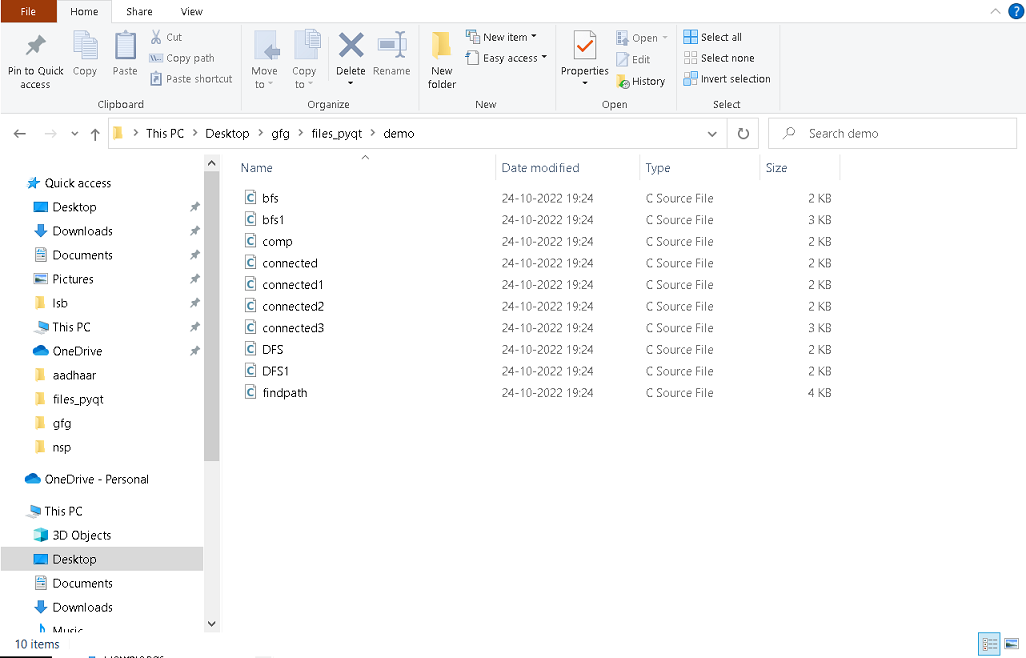 File Home Share View
Pin to Quick access
Copy
Paste
Cut
Copy path
Paste shortcut
Clipboard
Move to
Copy to
Delete
Rename
Organize
New folder
New item
Easy access
New
Properties
Open
Edit
History
Open
Select all
Select none
Invert selection
Select
This PC > Desktop > gfg > files_pyqt > demo
Search demo
Quick access
Desktop
Downloads
Documents
Pictures
lsb
This PC
OneDrive
aadhaar
files_pyqt
gfg
nsp
OneDrive - Personal
This PC
3D Objects
Desktop
Documents
Downloads
Music
Name Date modified Type Size
bfs 24-10-2022 19:24 C Source File 2 KB
bfs1 24-10-2022 19:24 C Source File 3 KB
comp 24-10-2022 19:24 C Source File 2 KB
connected 24-10-2022 19:24 C Source File 2 KB
connected1 24-10-2022 19:24 C Source File 2 KB
connected2 24-10-2022 19:24 C Source File 2 KB
connected3 24-10-2022 19:24 C Source File 3 KB
DFS 24-10-2022 19:24 C Source File 2 KB
DFS1 24-10-2022 19:24 C Source File 2 KB
findpath 24-10-2022 19:24 C Source File 4 KB
10 items